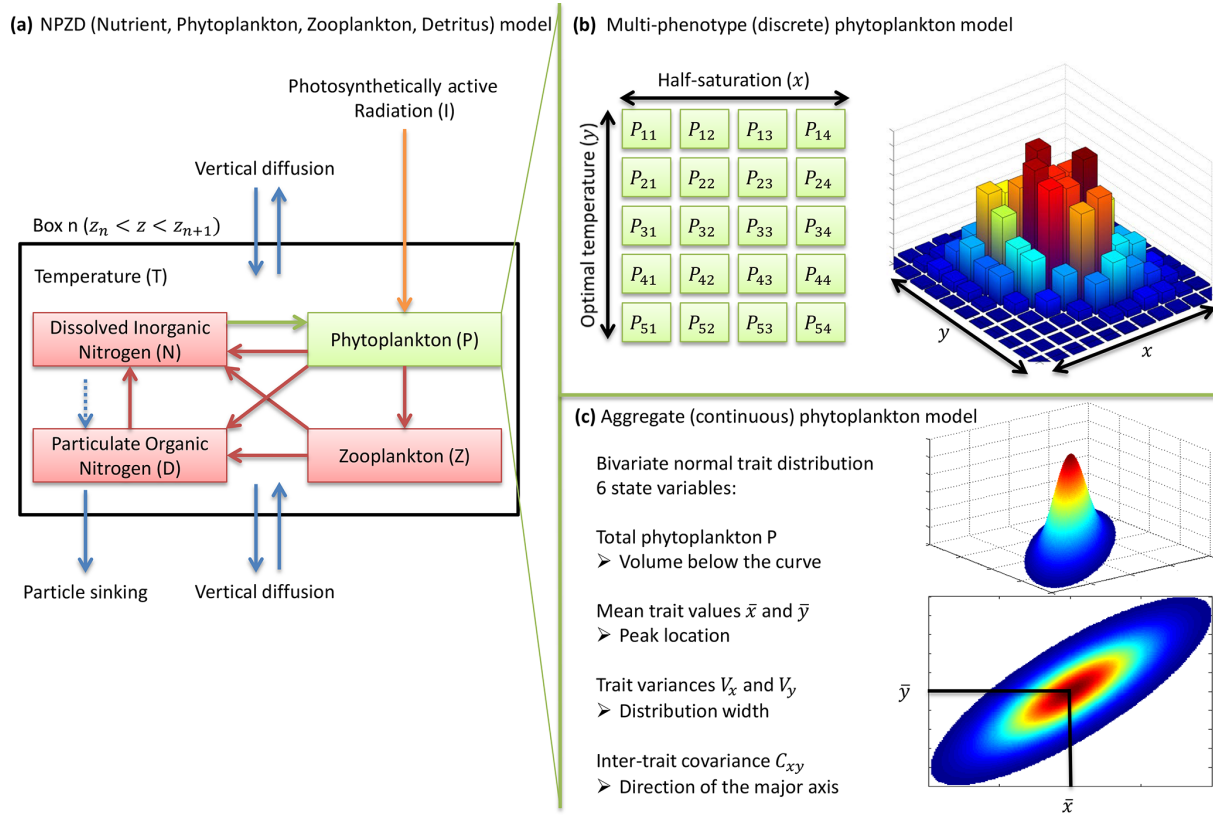 (a) NPZD (Nutrient, Phytoplankton, Zooplankton, Detritus) model
Photosynthetically active
Radiation (I)
Vertical diffusion
Box n (zₙ < z < zₙ₊₁)
Temperature (T)
Dissolved Inorganic
Nitrogen (N)
Phytoplankton (P)
Particulate Organic
Nitrogen (D)
Zooplankton (Z)
Particle sinking
Vertical diffusion
(b) Multi-phenotype (discrete) phytoplankton model
Half-saturation (x)
Optimal temperature (y)
P₁₁ P₁₂ P₁₃ P₁₄
P₂₁ P₂₂ P₂₃ P₂₄
P₃₁ P₃₂ P₃₃ P₃₄
P₄₁ P₄₂ P₄₃ P₄₄
P₅₁ P₅₂ P₅₃ P₅₄
y
x
(c) Aggregate (continuous) phytoplankton model
Bivariate normal trait distribution
6 state variables:
Total phytoplankton P
➢ Volume below the curve
Mean trait values x̄ and ȳ
➢ Peak location
Trait variances Vₓ and V_y
➢ Distribution width
Inter-trait covariance C_xy
➢ Direction of the major axis
ȳ
x̄